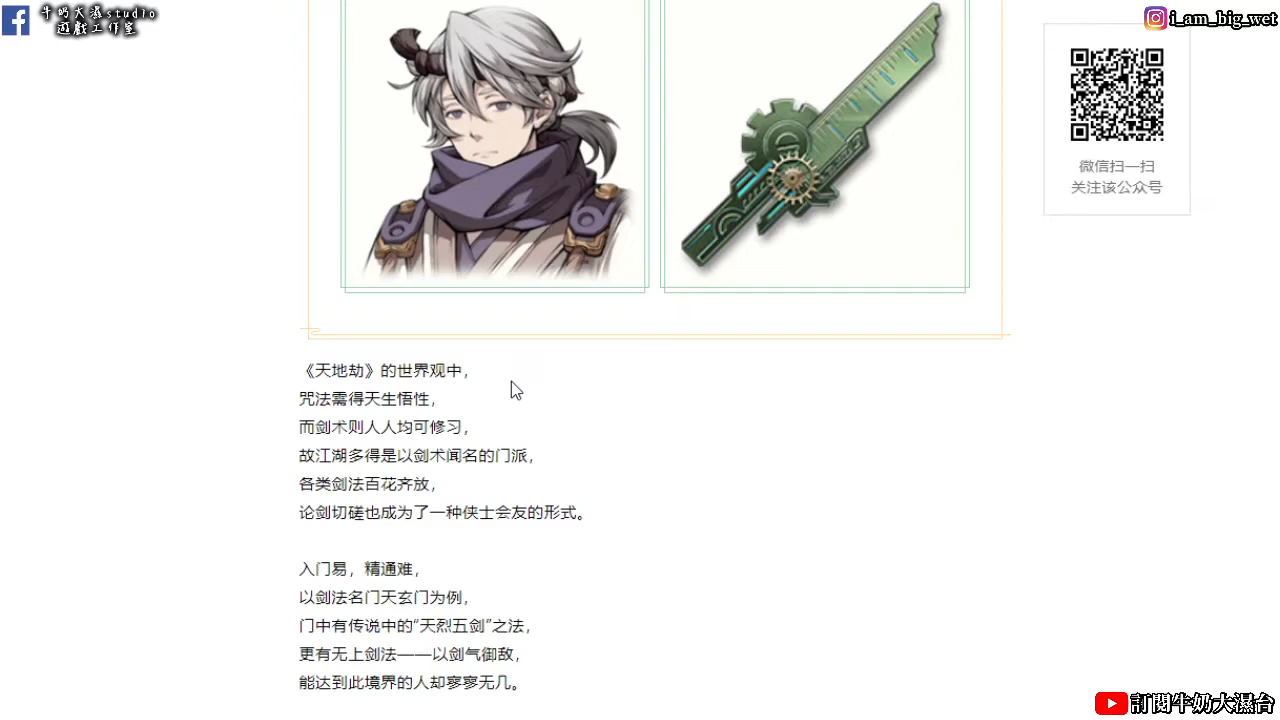 牛奶大濕studio
遊戲工作室
i_am_big_wet
微信扫一扫
关注该公众号
《天地劫》的世界观中，
咒法需得天生悟性，
而剑术则人人均可修习，
故江湖多得是以剑术闻名的门派，
各类剑法百花齐放，
论剑切磋也成为了一种侠士会友的形式。
入门易，精通难，
以剑法名门天玄门为例，
门中有传说中的“天烈五剑”之法，
更有无上剑法——以剑气御敌，
能达到此境界的人却寥寥无几。
訂閱牛奶大濕台